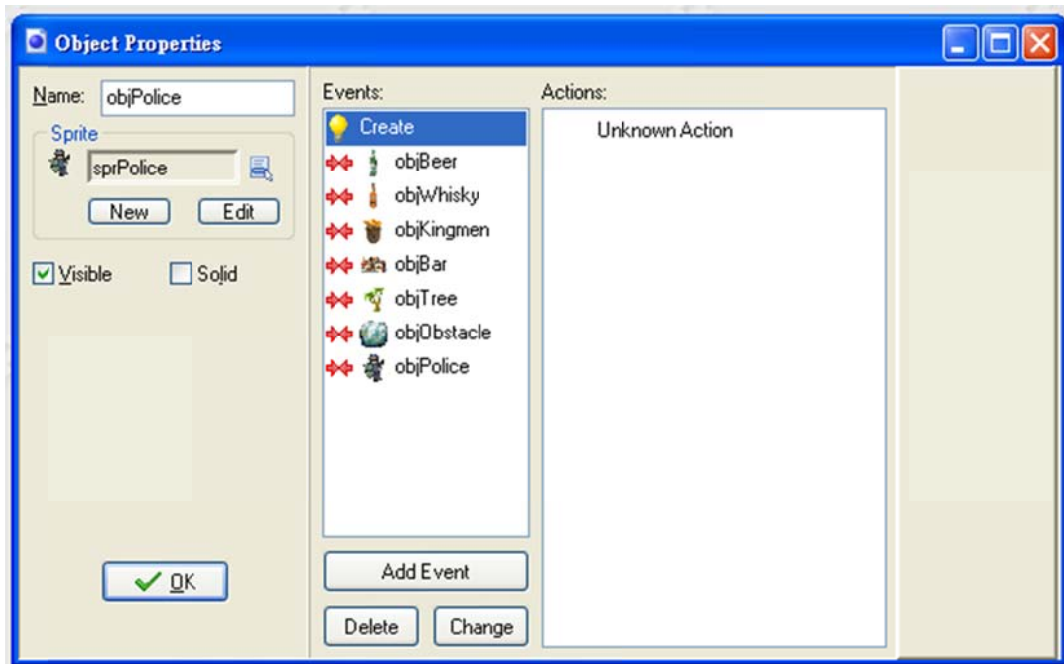 Object Properties
Name: objPolice
Sprite
sprPolice
New Edit
Visible Solid
OK
Events:
Create
objBeer
objWhisky
objKingmen
objBar
objTree
objObstacle
objPolice
Add Event
Delete Change
Actions:
Unknown Action